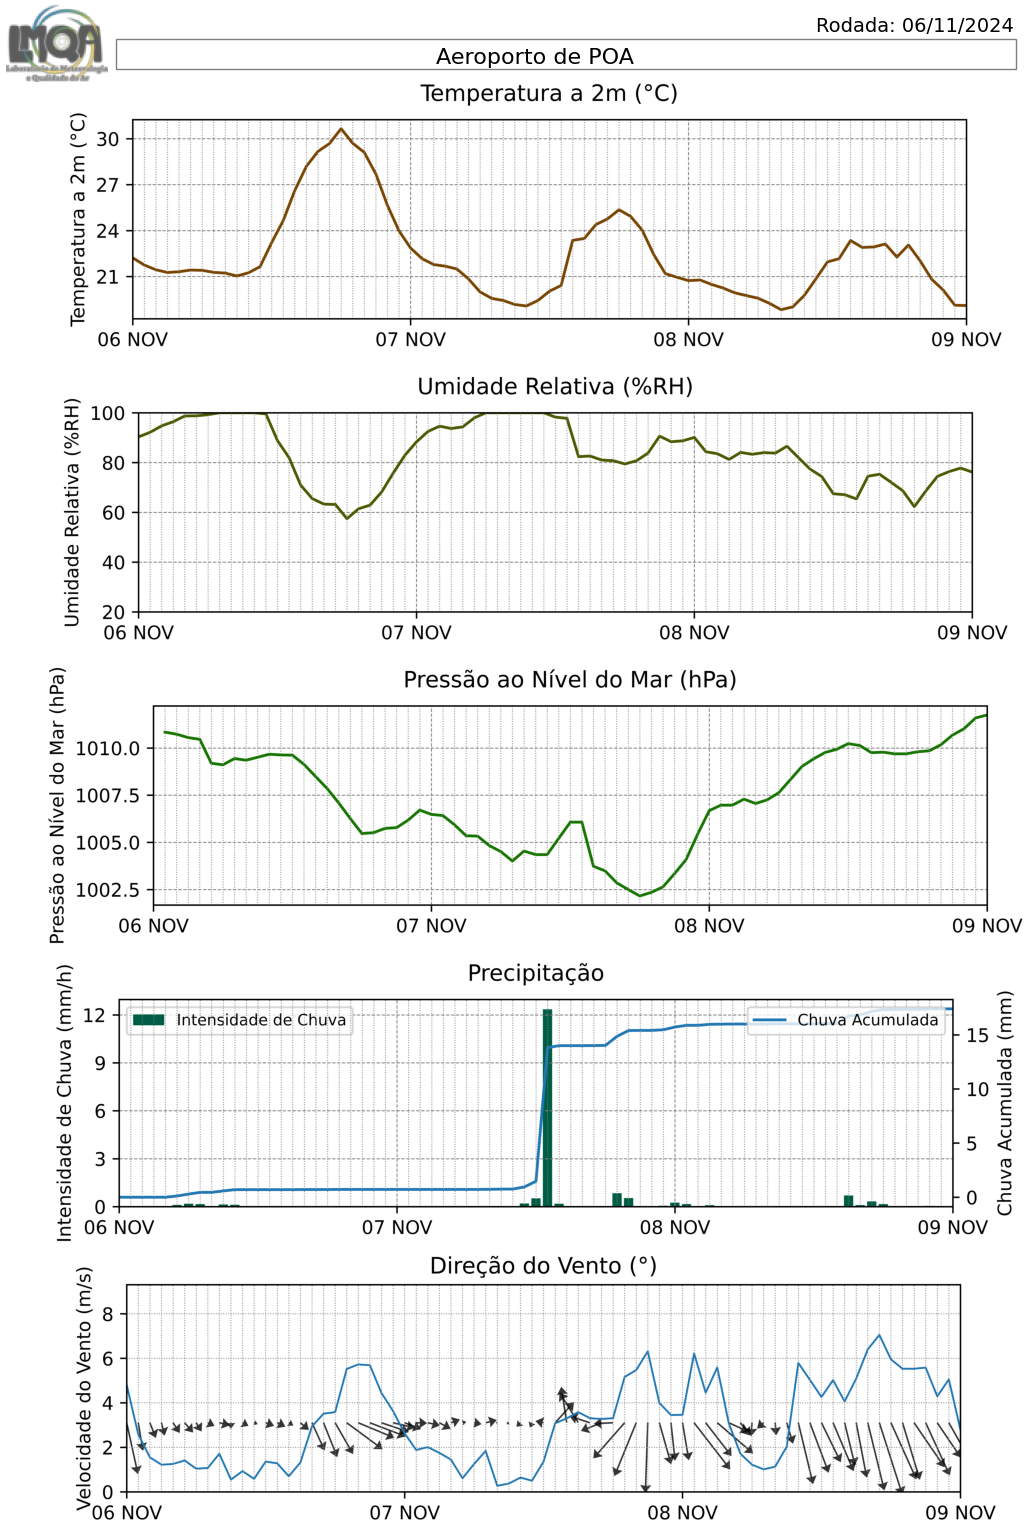 LMQA
Laboratório de Meteorologia
e Qualidade do Ar
Rodada: 06/11/2024
Aeroporto de POA
Temperatura a 2m (°C)
Temperatura a 2m (°C)
30
27
24
21
06 NOV 07 NOV 08 NOV 09 NOV
Umidade Relativa (%RH)
Umidade Relativa (%RH)
100
80
60
40
20
06 NOV 07 NOV 08 NOV 09 NOV
Pressão ao Nível do Mar (hPa)
Pressão ao Nível do Mar (hPa)
1010.0
1007.5
1005.0
1002.5
06 NOV 07 NOV 08 NOV 09 NOV
Precipitação
Intensidade de Chuva (mm/h)
12
9
6
3
0
Intensidade de Chuva
Chuva Acumulada
15
10
5
0
Chuva Acumulada (mm)
06 NOV 07 NOV 08 NOV 09 NOV
Direção do Vento (°)
Velocidade do Vento (m/s)
8
6
4
2
0
06 NOV 07 NOV 08 NOV 09 NOV